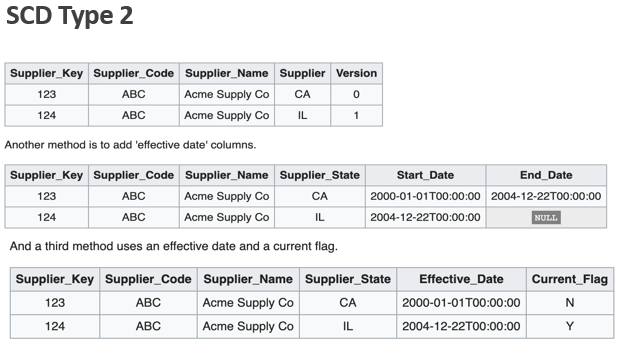 SCD Type 2
Supplier_Key Supplier_Code Supplier_Name Supplier Version
123 ABC Acme Supply Co CA 0
124 ABC Acme Supply Co IL 1
Another method is to add 'effective date' columns.
Supplier_Key Supplier_Code Supplier_Name Supplier_State Start_Date End_Date
123 ABC Acme Supply Co CA 2000-01-01T00:00:00 2004-12-22T00:00:00
124 ABC Acme Supply Co IL 2004-12-22T00:00:00 NULL
And a third method uses an effective date and a current flag.
Supplier_Key Supplier_Code Supplier_Name Supplier_State Effective_Date Current_Flag
123 ABC Acme Supply Co CA 2000-01-01T00:00:00 N
124 ABC Acme Supply Co IL 2004-12-22T00:00:00 Y